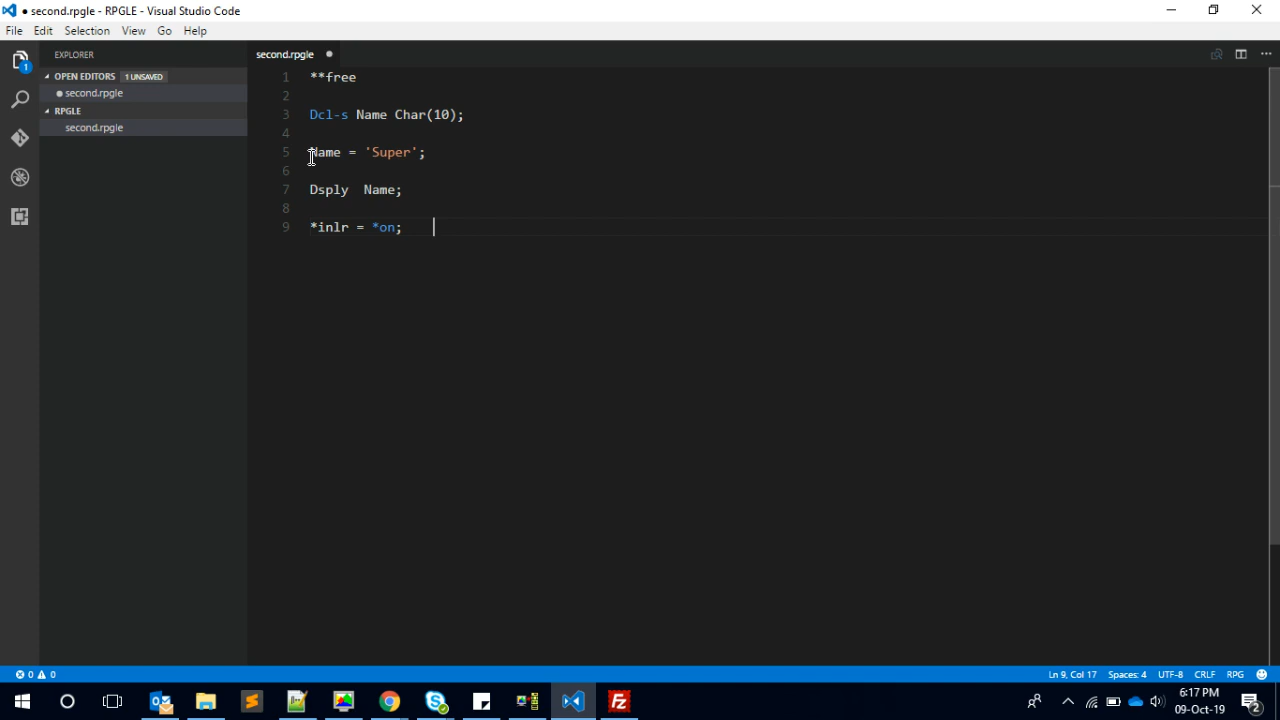 ● second.rpgle - RPGLE - Visual Studio Code
File Edit Selection View Go Help
EXPLORER
second.rpgle ●
OPEN EDITORS 1 UNSAVED
● second.rpgle
RPGLE
second.rpgle
1 **free
2
3 Dcl-s Name Char(10);
4
5 Name = 'Super';
6
7 Dsply  Name;
8
9 *inlr = *on;
1
0 0
Ln 9, Col 17 Spaces: 4 UTF-8 CRLF RPG
6:17 PM
09-Oct-19
2